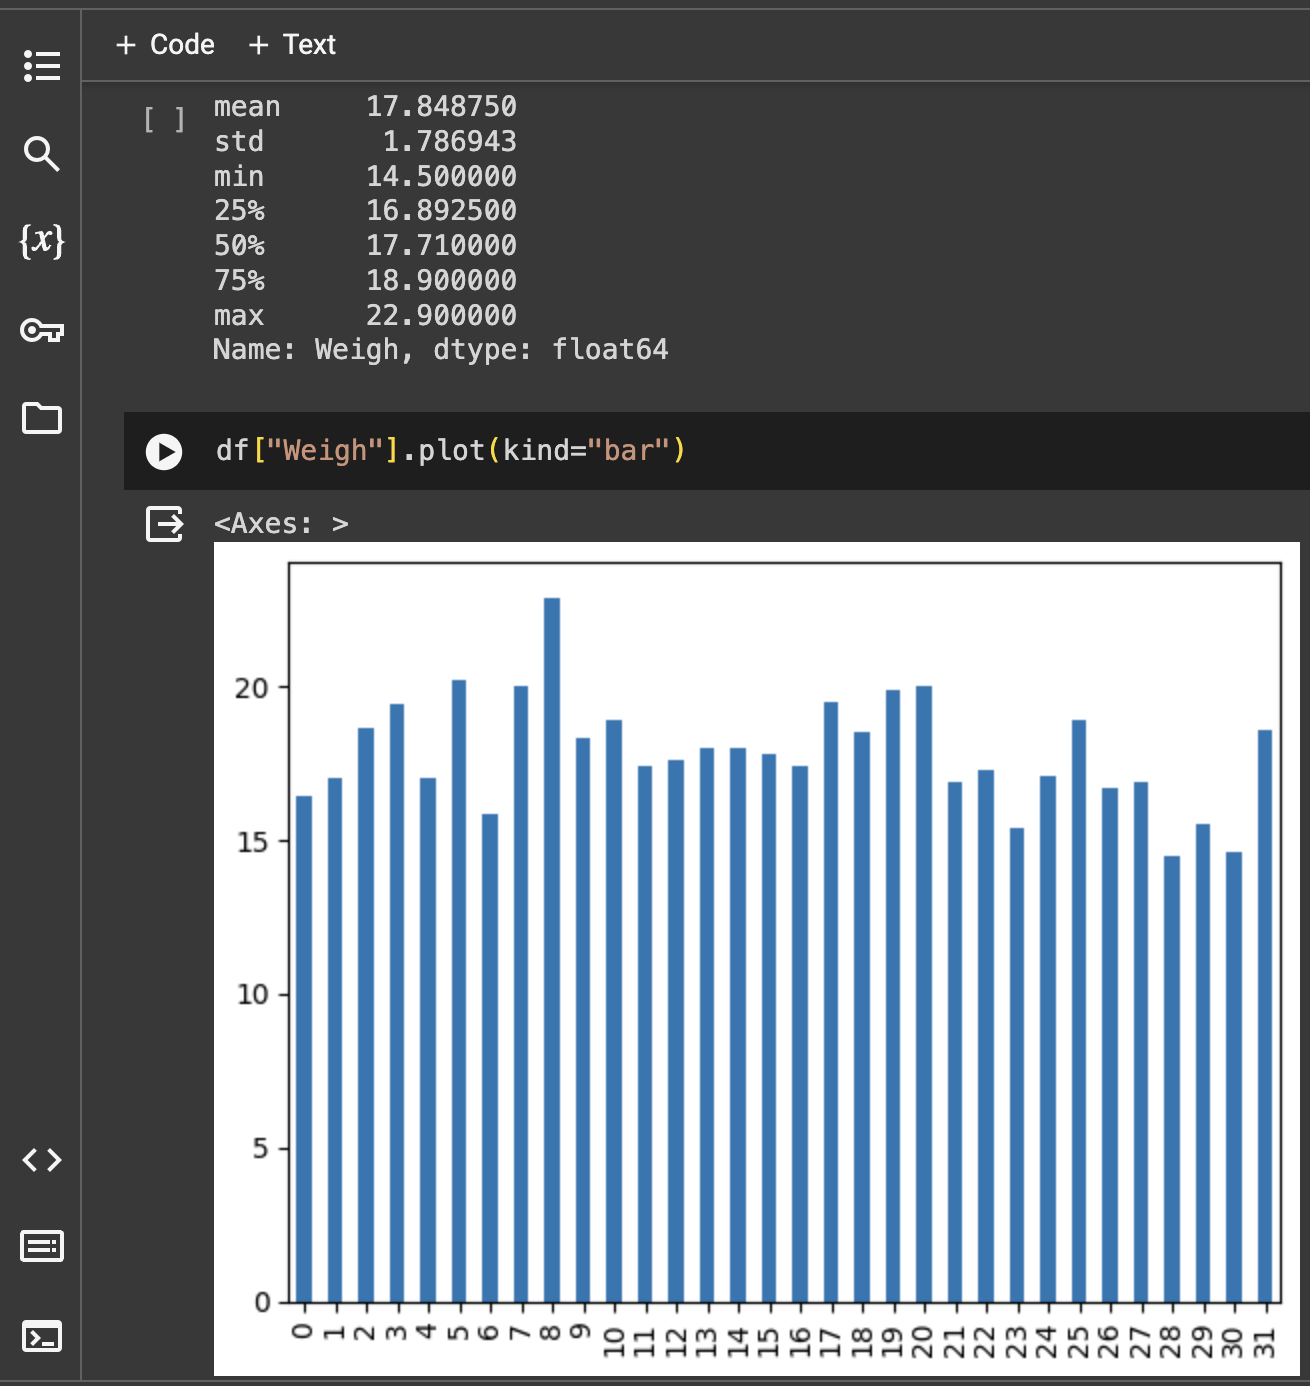 + Code + Text
[ ]
mean 17.848750
std 1.786943
min 14.500000
25% 16.892500
50% 17.710000
75% 18.900000
max 22.900000
Name: Weigh, dtype: float64
{x}
df["Weigh"].plot(kind="bar")
<Axes: >
20
15
10
5
0
0 1 2 3 4 5 6 7 8 9 10 11 12 13 14 15 16 17 18 19 20 21 22 23 24 25 26 27 28 29 30 31